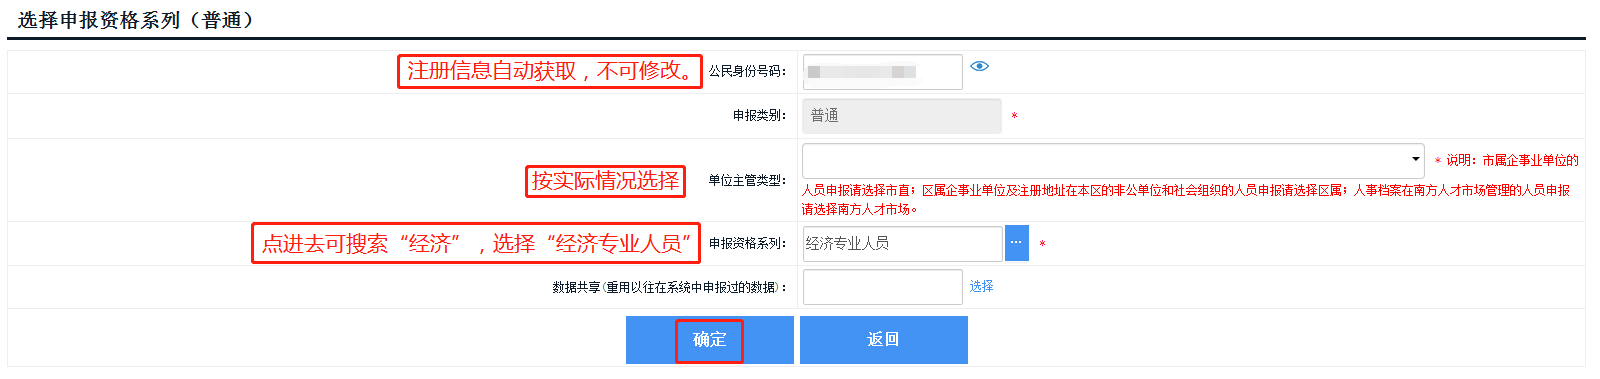 选择申报资格系列（普通）
注册信息自动获取，不可修改。 公民身份号码：
申报类别： 普通 *
* 说明：市属企事业单位的
按实际情况选择 单位主管类型： 人员申报请选择市直；区属企事业单位及注册地址在本区的非公单位和社会组织的人员申报请选择区属；人事档案在南方人才市场管理的人员申报
请选择南方人才市场。
点进去可搜索“经济”，选择“经济专业人员” 申报资格系列： 经济专业人员 ... *
数据共享(重用以往在系统中申报过的数据)： 选择
确定 返回